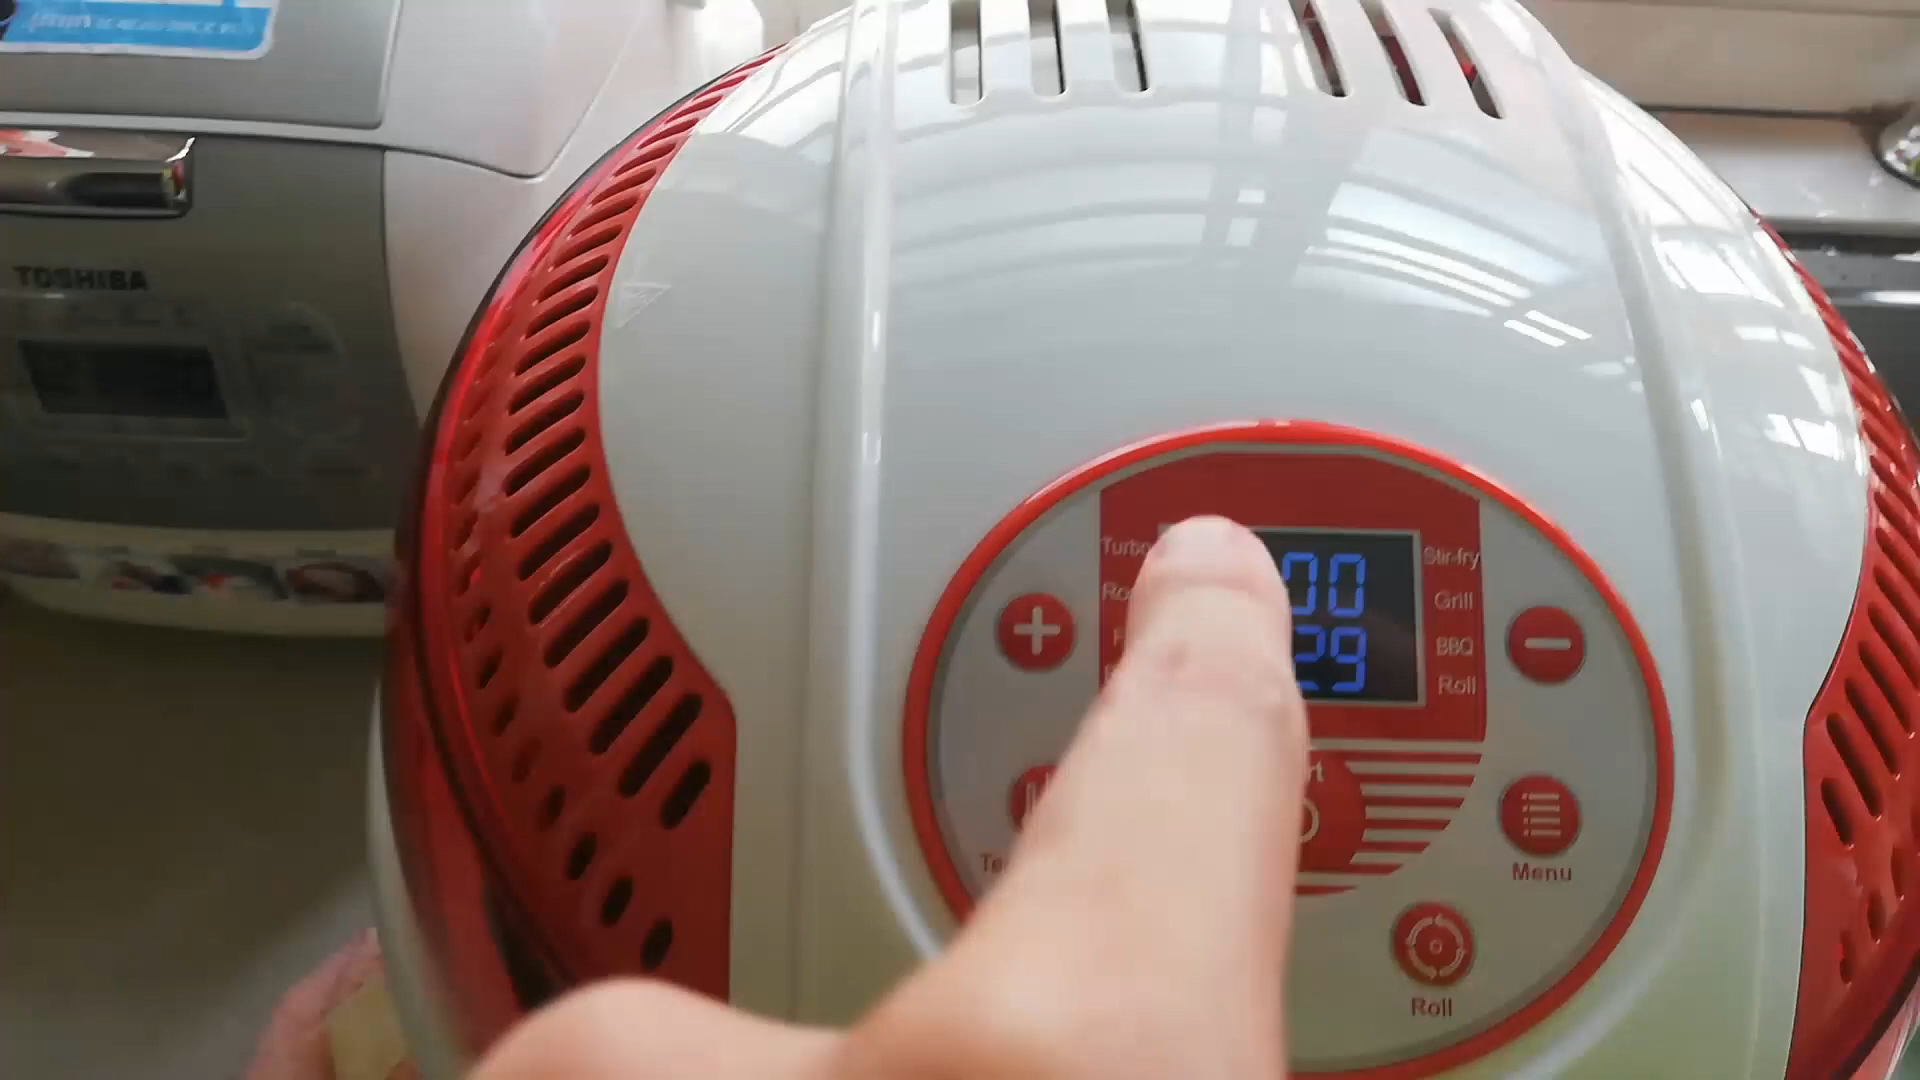 TOSHIBA
Turbo
Stir-fry
00
Grill
29
BBQ
Roll
Menu
Roll